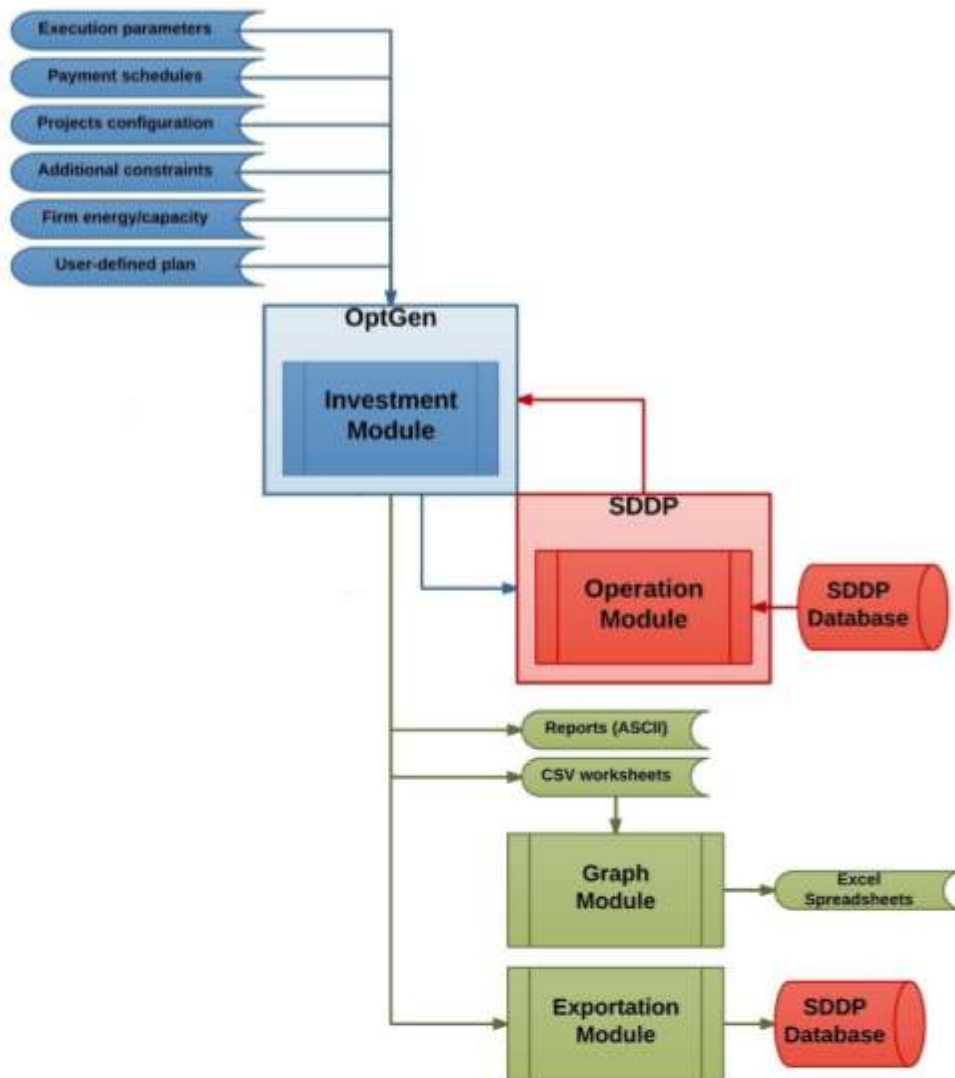 Execution parameters
Payment schedules
Projects configuration
Additional constraints
Firm energy/capacity
User-defined plan
OptGen
Investment
Module
SDDP
Operation
Module
SDDP
Database
Reports (ASCII)
CSV worksheets
Graph
Module
Excel
Spreadsheets
Exportation
Module
SDDP
Database